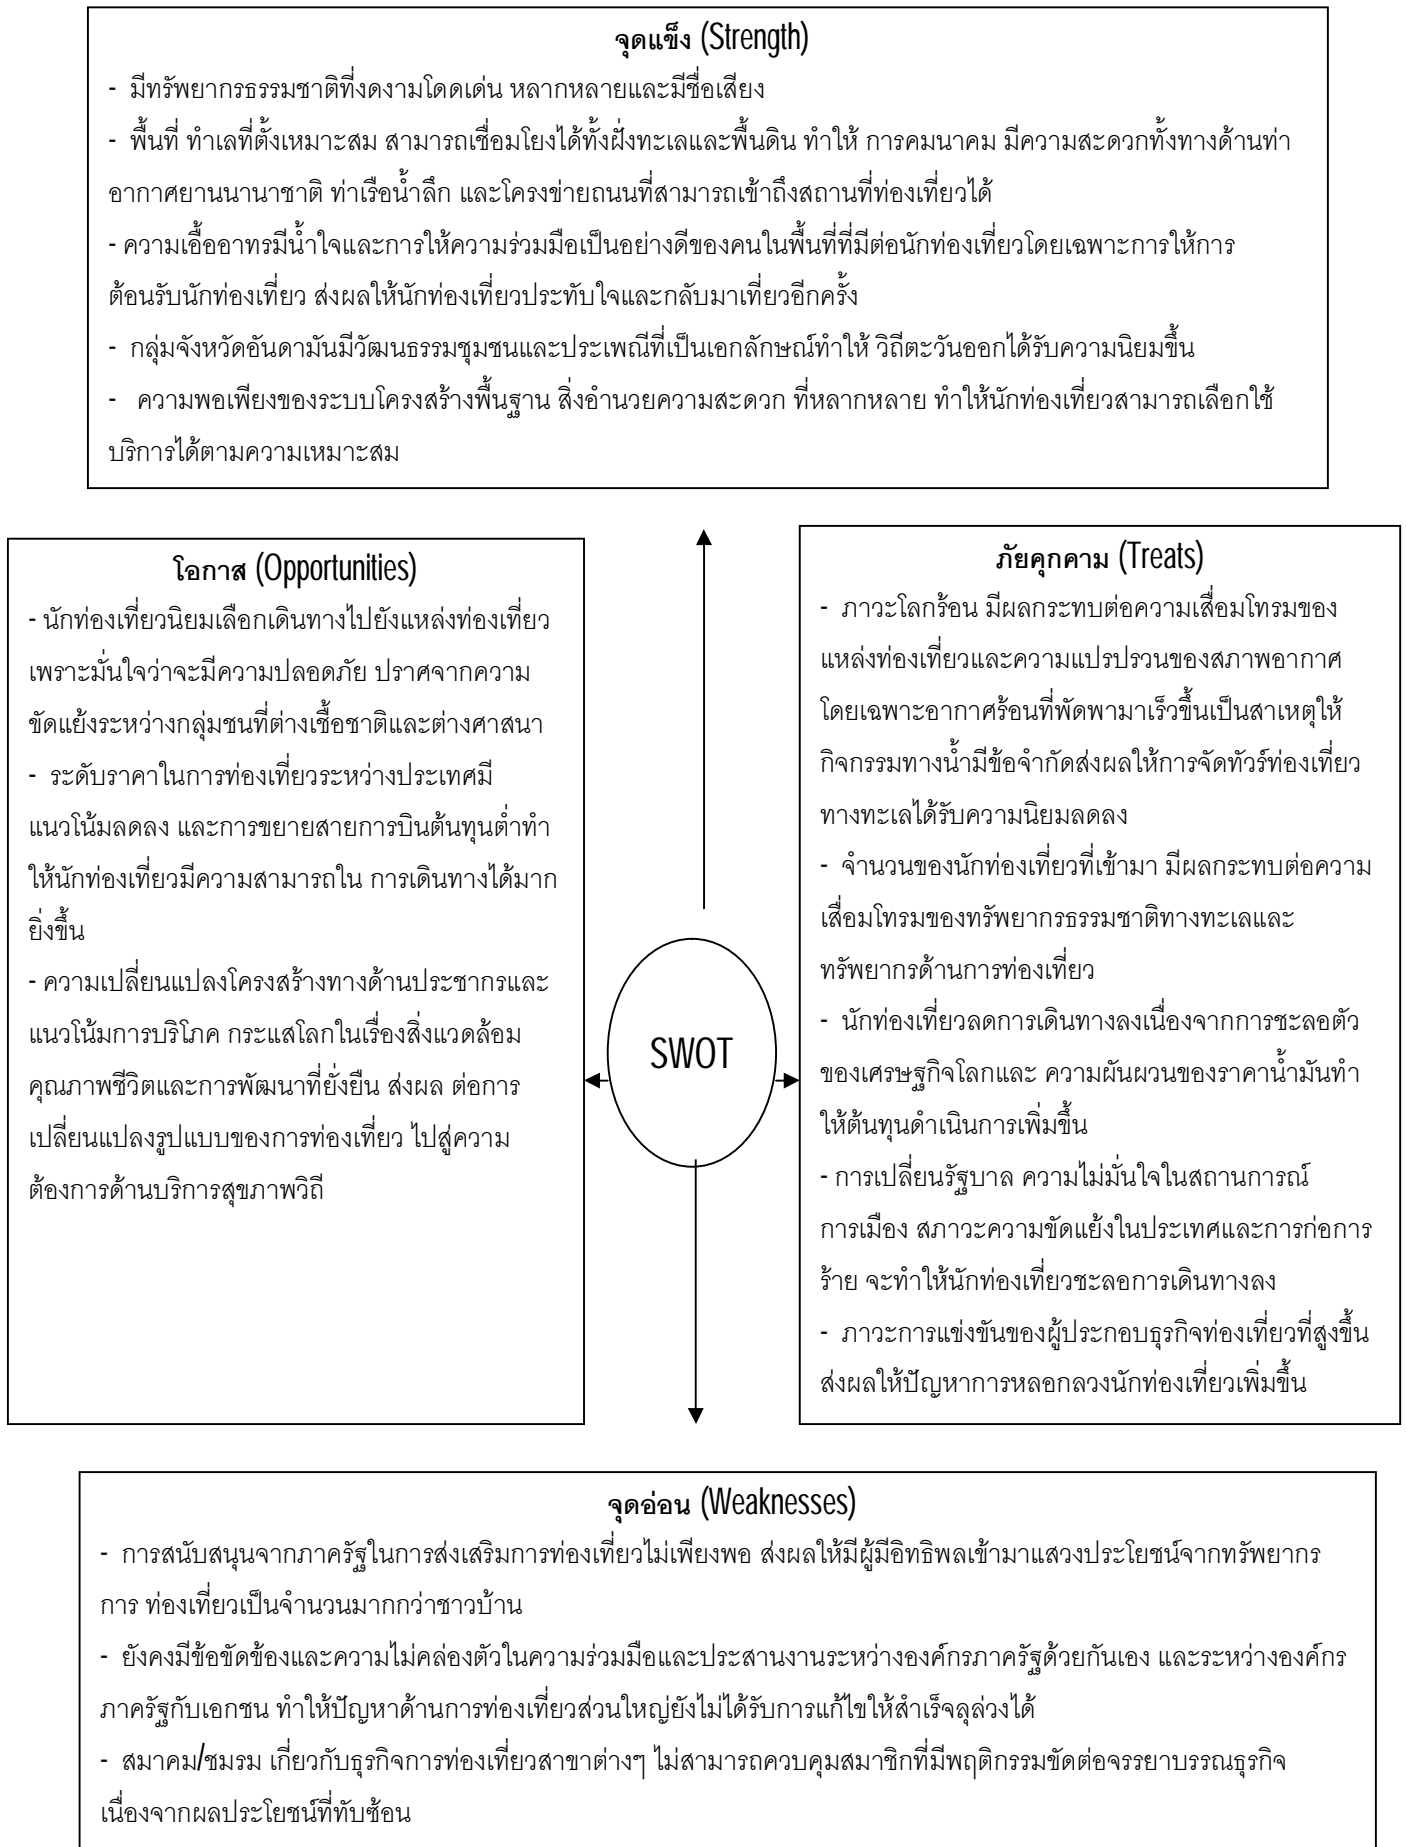 จุดแข็ง (Strength)
- มีทรัพยากรธรรมชาติที่งดงามโดดเด่น หลากหลายและมีชื่อเสียง
- พื้นที่ ทำเลที่ตั้งเหมาะสม สามารถเชื่อมโยงได้ทั้งฝั่งทะเลและพื้นดิน ทำให้ การคมนาคม มีความสะดวกทั้งทางด้านท่า
อากาศยานนานาชาติ ท่าเรือน้ำลึก และโครงข่ายถนนที่สามารถเข้าถึงสถานที่ท่องเที่ยวได้
- ความเอื้ออาทรมีน้ำใจและการให้ความร่วมมือเป็นอย่างดีของคนในพื้นที่ที่มีต่อนักท่องเที่ยวโดยเฉพาะการให้การ
ต้อนรับนักท่องเที่ยว ส่งผลให้นักท่องเที่ยวประทับใจและกลับมาเที่ยวอีกครั้ง
- กลุ่มจังหวัดอันดามันมีวัฒนธรรมชุมชนและประเพณีที่เป็นเอกลักษณ์ทำให้ วิถีตะวันออกได้รับความนิยมขึ้น
- ความพอเพียงของระบบโครงสร้างพื้นฐาน สิ่งอำนวยความสะดวก ที่หลากหลาย ทำให้นักท่องเที่ยวสามารถเลือกใช้
บริการได้ตามความเหมาะสม
โอกาส (Opportunities)
- นักท่องเที่ยวนิยมเลือกเดินทางไปยังแหล่งท่องเที่ยว
เพราะมั่นใจว่าจะมีความปลอดภัย ปราศจากความ
ขัดแย้งระหว่างกลุ่มชนที่ต่างเชื้อชาติและต่างศาสนา
- ระดับราคาในการท่องเที่ยวระหว่างประเทศมี
แนวโน้มลดลง และการขยายสายการบินต้นทุนต่ำทำ
ให้นักท่องเที่ยวมีความสามารถใน การเดินทางได้มาก
ยิ่งขึ้น
- ความเปลี่ยนแปลงโครงสร้างทางด้านประชากรและ
แนวโน้มการบริโภค กระแสโลกในเรื่องสิ่งแวดล้อม
คุณภาพชีวิตและการพัฒนาที่ยั่งยืน ส่งผล ต่อการ
เปลี่ยนแปลงรูปแบบของการท่องเที่ยว ไปสู่ความ
ต้องการด้านบริการสุขภาพวิถี
SWOT
ภัยคุกคาม (Treats)
- ภาวะโลกร้อน มีผลกระทบต่อความเสื่อมโทรมของ
แหล่งท่องเที่ยวและความแปรปรวนของสภาพอากาศ
โดยเฉพาะอากาศร้อนที่พัดพามาเร็วขึ้นเป็นสาเหตุให้
กิจกรรมทางน้ำมีข้อจำกัดส่งผลให้การจัดทัวร์ท่องเที่ยว
ทางทะเลได้รับความนิยมลดลง
- จำนวนของนักท่องเที่ยวที่เข้ามา มีผลกระทบต่อความ
เสื่อมโทรมของทรัพยากรธรรมชาติทางทะเลและ
ทรัพยากรด้านการท่องเที่ยว
- นักท่องเที่ยวลดการเดินทางลงเนื่องจากการชะลอตัว
ของเศรษฐกิจโลกและ ความผันผวนของราคาน้ำมันทำ
ให้ต้นทุนดำเนินการเพิ่มขึ้น
- การเปลี่ยนรัฐบาล ความไม่มั่นใจในสถานการณ์
การเมือง สภาวะความขัดแย้งในประเทศและการก่อการ
ร้าย จะทำให้นักท่องเที่ยวชะลอการเดินทางลง
- ภาวะการแข่งขันของผู้ประกอบธุรกิจท่องเที่ยวที่สูงขึ้น
ส่งผลให้ปัญหาการหลอกลวงนักท่องเที่ยวเพิ่มขึ้น
จุดอ่อน (Weaknesses)
- การสนับสนุนจากภาครัฐในการส่งเสริมการท่องเที่ยวไม่เพียงพอ ส่งผลให้มีผู้มีอิทธิพลเข้ามาแสวงประโยชน์จากทรัพยากร
การ ท่องเที่ยวเป็นจำนวนมากกว่าชาวบ้าน
- ยังคงมีข้อขัดข้องและความไม่คล่องตัวในความร่วมมือและประสานงานระหว่างองค์กรภาครัฐด้วยกันเอง และระหว่างองค์กร
ภาครัฐกับเอกชน ทำให้ปัญหาด้านการท่องเที่ยวส่วนใหญ่ยังไม่ได้รับการแก้ไขให้สำเร็จลุล่วงได้
- สมาคม/ชมรม เกี่ยวกับธุรกิจการท่องเที่ยวสาขาต่างๆ ไม่สามารถควบคุมสมาชิกที่มีพฤติกรรมขัดต่อจรรยาบรรณธุรกิจ
เนื่องจากผลประโยชน์ที่ทับซ้อน